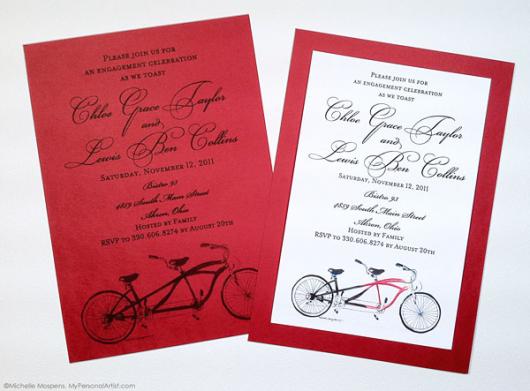 Please join us for
an engagement celebration
as we toast
Chloe Grace Taylor
and
Lewis Ben Collins
Saturday, November 12, 2011
Bistro 93
4859 South Main Street
Akron, Ohio
Hosted by Family
RSVP to 330.606.8274 by August 20th
Please join us for
an engagement celebration
as we toast
Chloe Grace Taylor
and
Lewis Ben Collins
Saturday, November 12, 2011
Bistro 93
4859 South Main Street
Akron, Ohio
Hosted by Family
RSVP to 330.606.8274 by August 20th
©Michelle Mospens, MyPersonalArtist.com